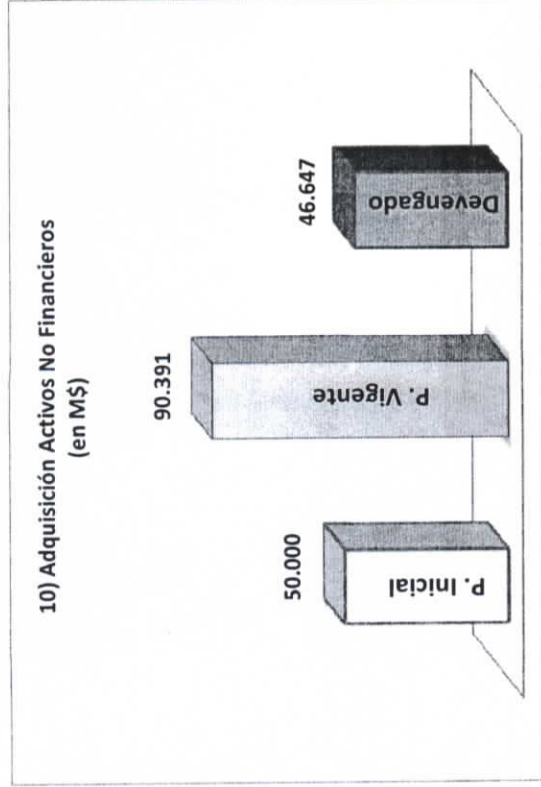 10) Adquisición Activos No Financieros
(en M$)
50.000
90.391
46.647
P. Inicial
P. Vigente
Devengado